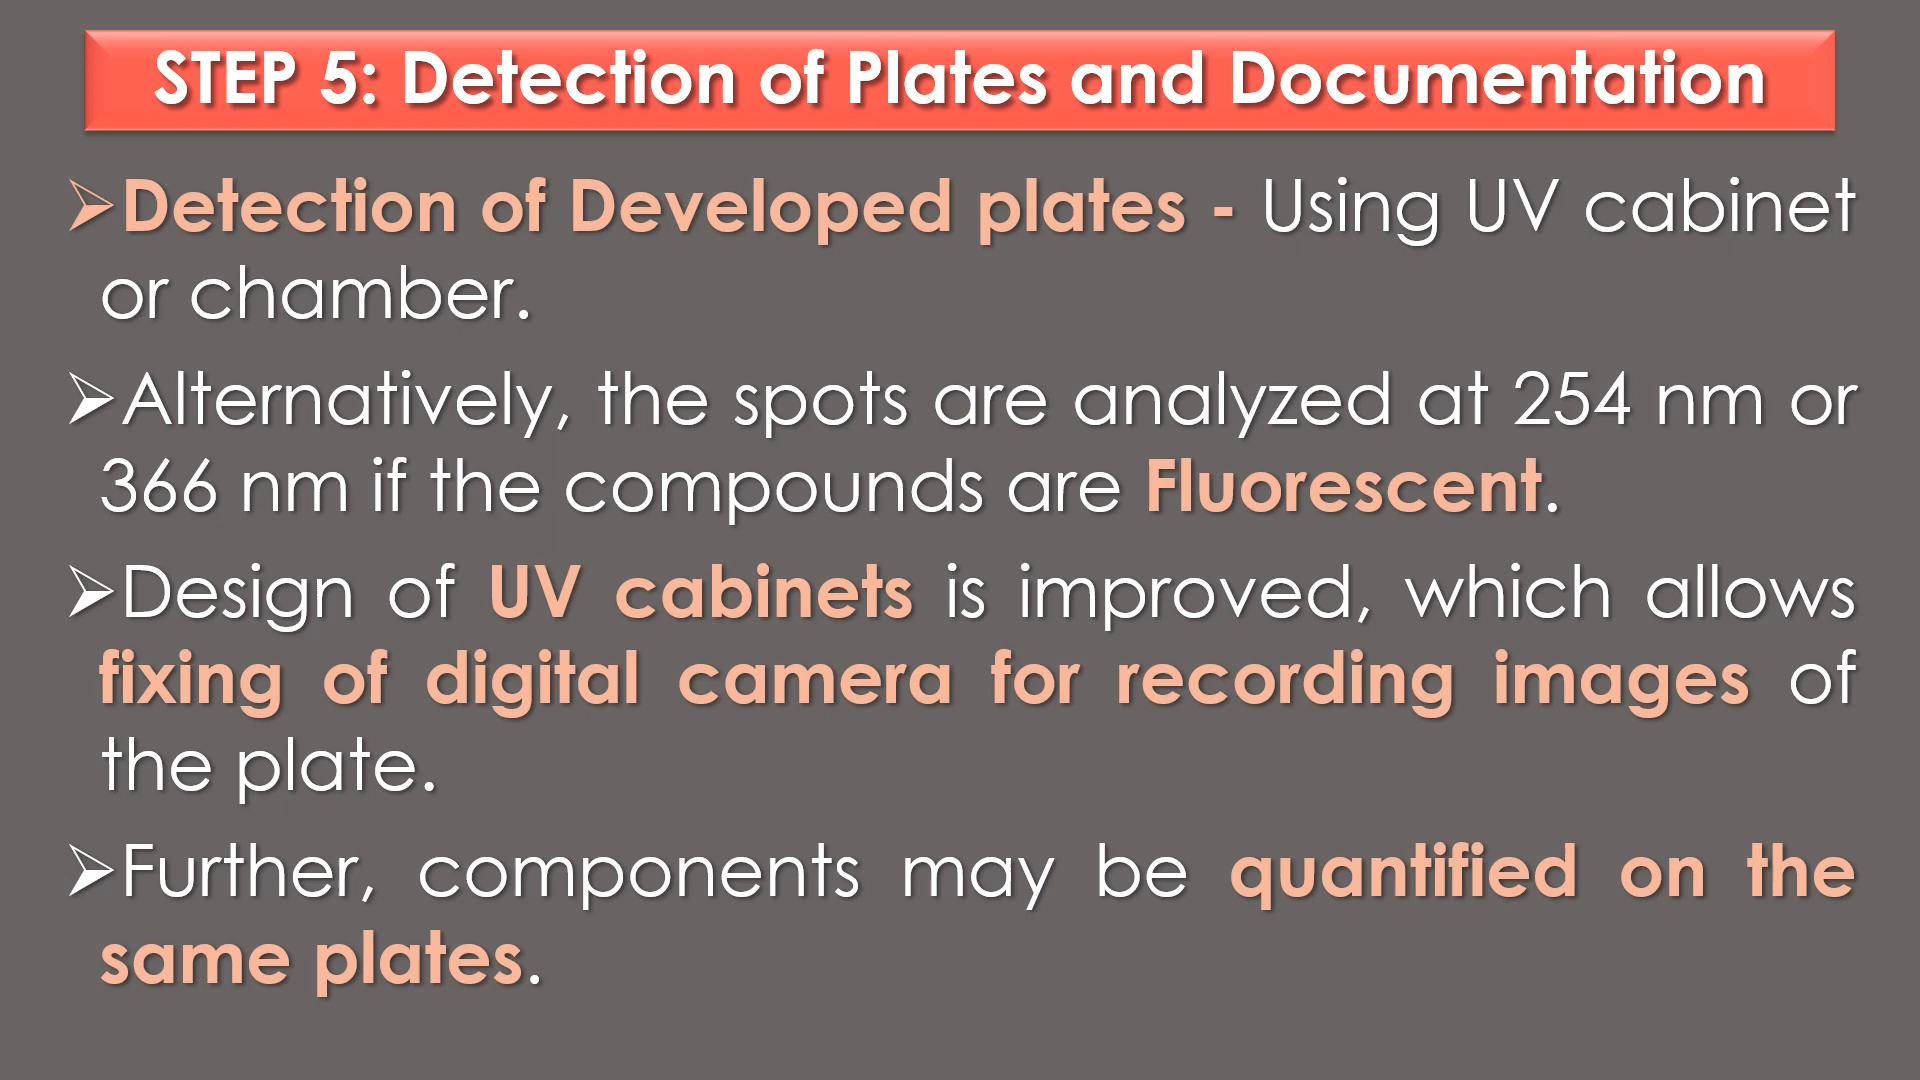 STEP 5: Detection of Plates and Documentation
➢Detection of Developed plates - Using UV cabinet
or chamber.
➢Alternatively, the spots are analyzed at 254 nm or
366 nm if the compounds are Fluorescent.
➢Design of UV cabinets is improved, which allows
fixing of digital camera for recording images of
the plate.
➢Further, components may be quantified on the
same plates.